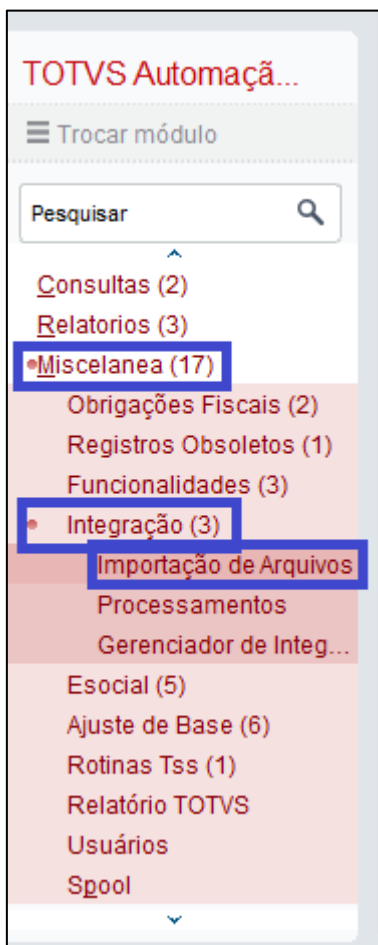 TOTVS Automaçã...
Trocar módulo
Pesquisar
Consultas (2)
Relatorios (3)
Miscelanea (17)
Obrigações Fiscais (2)
Registros Obsoletos (1)
Funcionalidades (3)
Integração (3)
Importação de Arquivos
Processamentos
Gerenciador de Integ...
Esocial (5)
Ajuste de Base (6)
Rotinas Tss (1)
Relatório TOTVS
Usuários
Spool